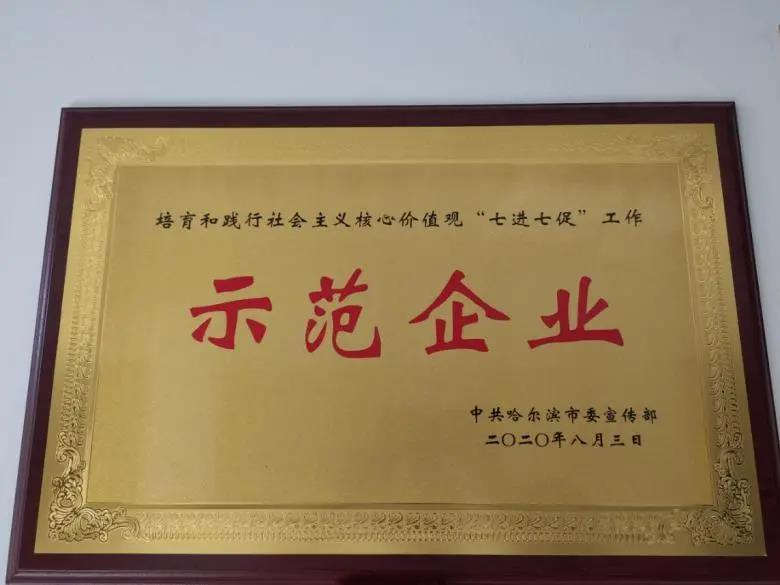 培育和践行社会主义核心价值观“七进七促”工作
示范企业
中共哈尔滨市委宣传部
二〇二〇年八月三日